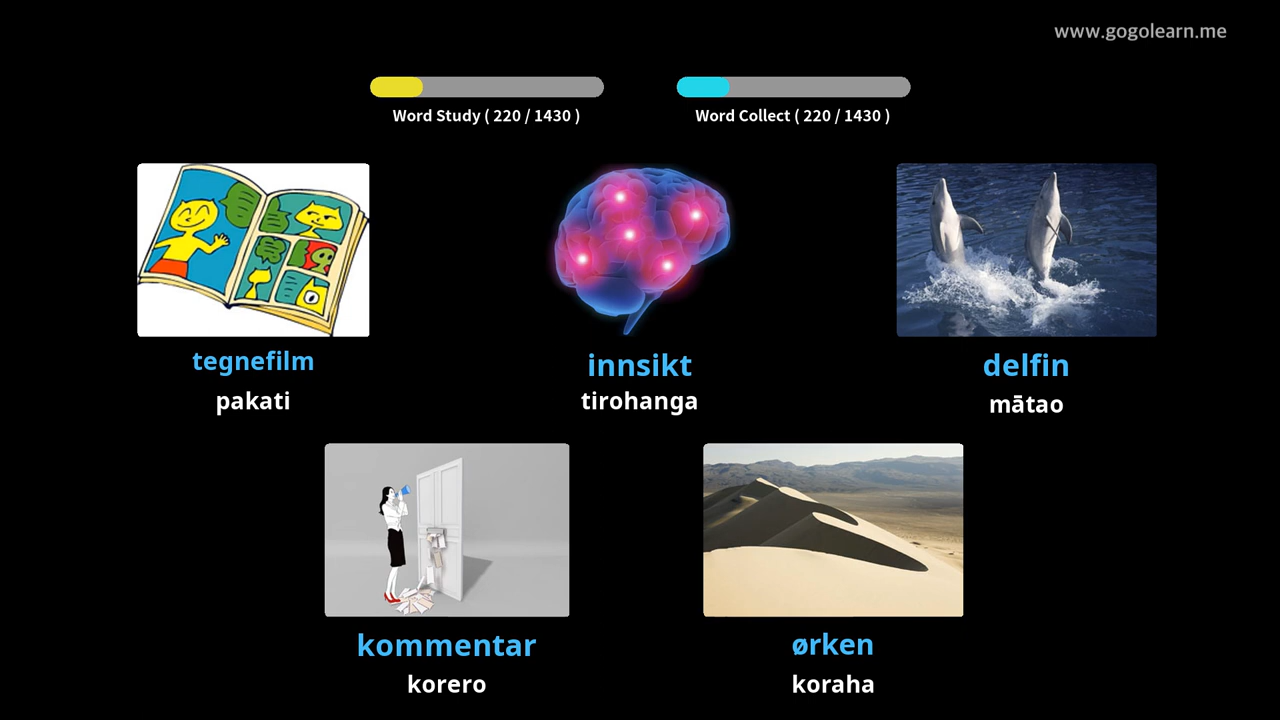 www.gogolearn.me
Word Study ( 220 / 1430 )
Word Collect ( 220 / 1430 )
tegnefilm
pakati
innsikt
tirohanga
delfin
mātao
kommentar
korero
ørken
koraha